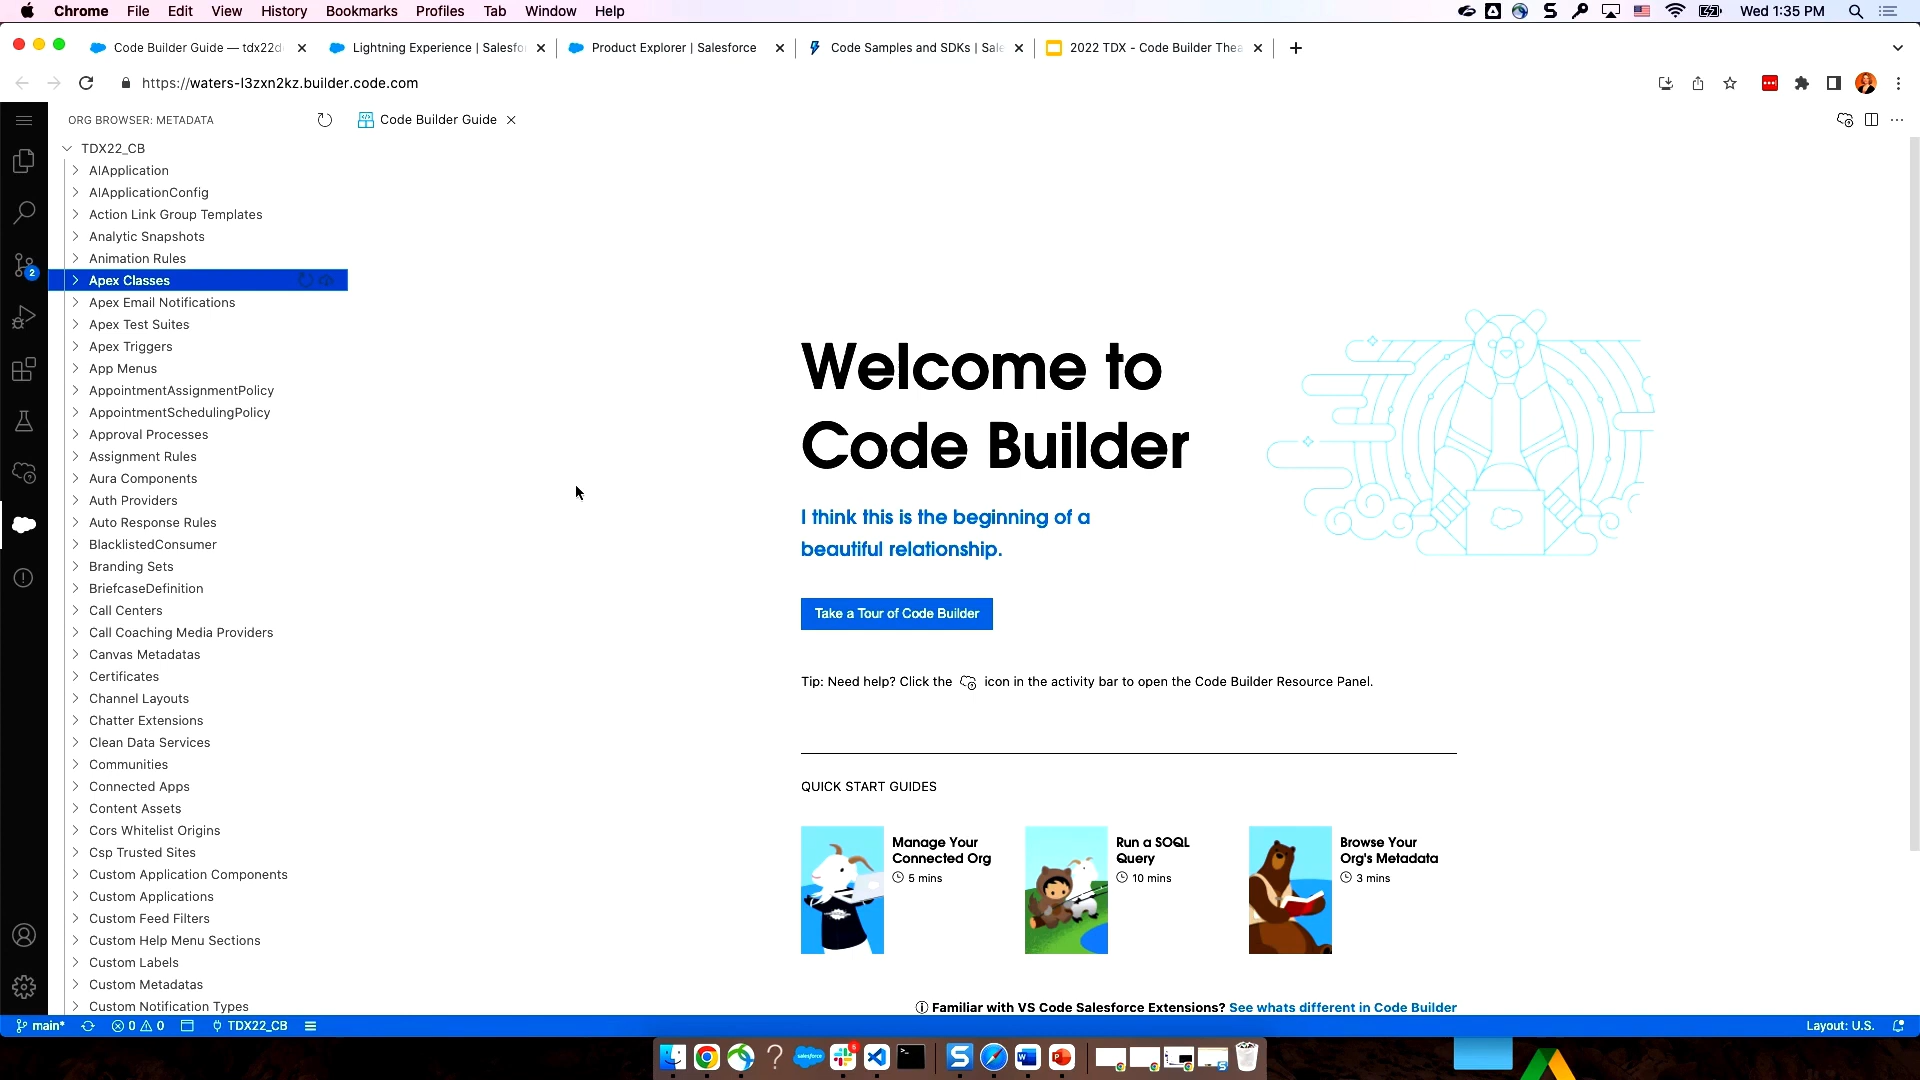 Chrome File Edit View History Bookmarks Profiles Tab Window Help
Wed 1:35 PM
Code Builder Guide — tdx22d
Lightning Experience | Salesfo
Product Explorer | Salesforce
Code Samples and SDKs | Sale
2022 TDX - Code Builder Thea
https://waters-l3zxn2kz.builder.code.com
ORG BROWSER: METADATA
Code Builder Guide
TDX22_CB
AIApplication
AIApplicationConfig
Action Link Group Templates
Analytic Snapshots
Animation Rules
Apex Classes
Apex Email Notifications
Apex Test Suites
Apex Triggers
App Menus
AppointmentAssignmentPolicy
AppointmentSchedulingPolicy
Approval Processes
Assignment Rules
Aura Components
Auth Providers
Auto Response Rules
BlacklistedConsumer
Branding Sets
BriefcaseDefinition
Call Centers
Call Coaching Media Providers
Canvas Metadatas
Certificates
Channel Layouts
Chatter Extensions
Clean Data Services
Communities
Connected Apps
Content Assets
Cors Whitelist Origins
Csp Trusted Sites
Custom Application Components
Custom Applications
Custom Feed Filters
Custom Help Menu Sections
Custom Labels
Custom Metadatas
Custom Notification Types
2
Welcome to
Code Builder
I think this is the beginning of a
beautiful relationship.
Take a Tour of Code Builder
Tip: Need help? Click the icon in the activity bar to open the Code Builder Resource Panel.
QUICK START GUIDES
Manage Your
Connected Org
5 mins
Run a SOQL
Query
10 mins
Browse Your
Org's Metadata
3 mins
Familiar with VS Code Salesforce Extensions? See whats different in Code Builder
main* 0 0 TDX22_CB
Layout: U.S.
salesforce